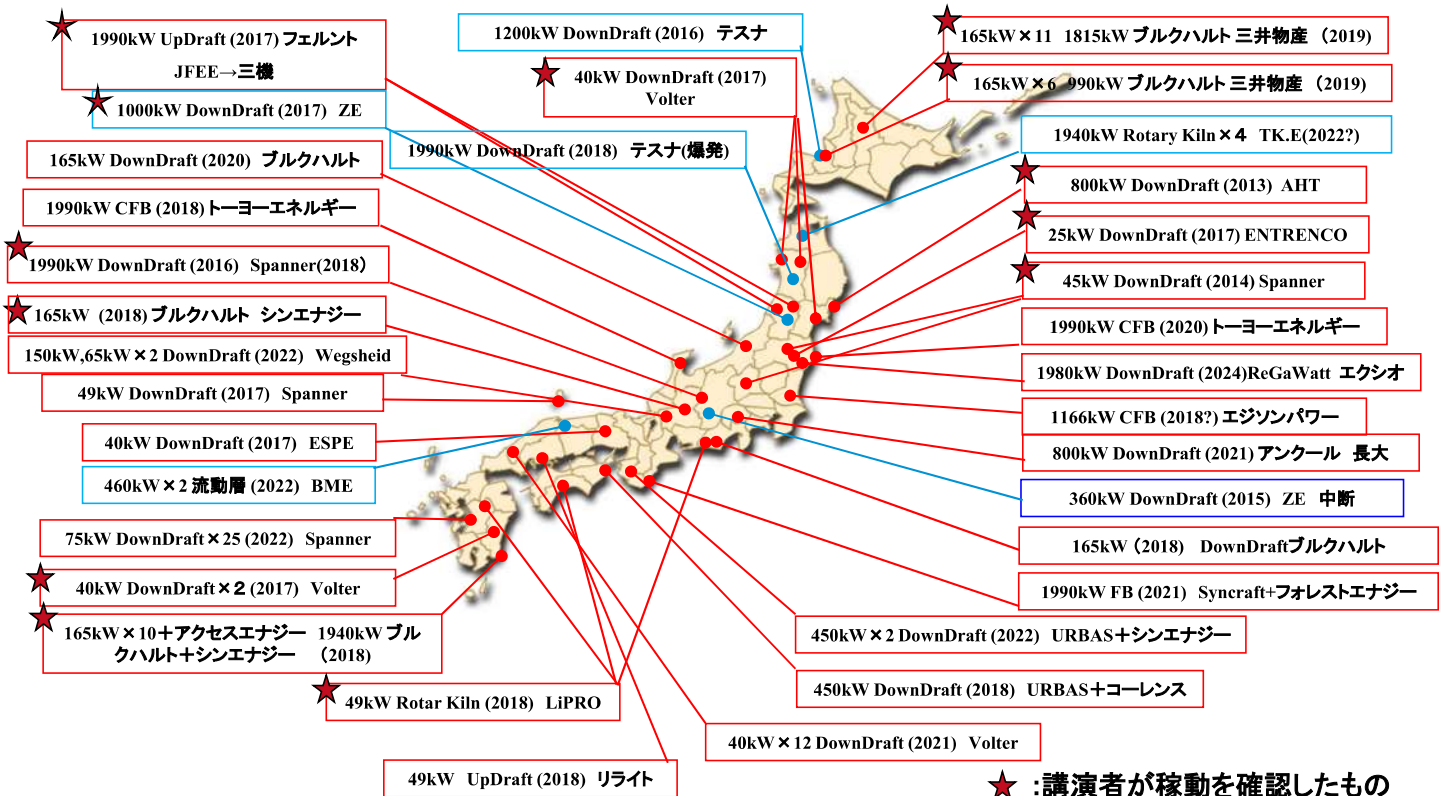 1990kW UpDraft (2017) フェルント
JFEE→三機
1000kW DownDraft (2017) ZE
165kW DownDraft (2020) ブルクハルト
1990kW CFB (2018) トーヨーエネルギー
1990kW DownDraft (2016) Spanner(2018)
165kW (2018) ブルクハルト シンエナジー
150kW,65kW×2 DownDraft (2022) Wegsheid
49kW DownDraft (2017) Spanner
40kW DownDraft (2017) ESPE
460kW×2 流動層 (2022) BME
75kW DownDraft×25 (2022) Spanner
40kW DownDraft×2 (2017) Volter
165kW×10+アクセスエナジー 1940kW ブル
クハルト+シンエナジー (2018)
49kW Rotar Kiln (2018) LiPRO
49kW UpDraft (2018) リライト
1200kW DownDraft (2016) テスナ
40kW DownDraft (2017)
Volter
1990kW DownDraft (2018) テスナ(爆発)
165kW×11 1815kW ブルクハルト 三井物産 (2019)
165kW×6 990kW ブルクハルト 三井物産 (2019)
1940kW Rotary Kiln×4 TK.E(2022?)
800kW DownDraft (2013) AHT
25kW DownDraft (2017) ENTRENCO
45kW DownDraft (2014) Spanner
1990kW CFB (2020) トーヨーエネルギー
1980kW DownDraft (2024)ReGaWatt エクシオ
1166kW CFB (2018?) エジソンパワー
800kW DownDraft (2021) アンクール 長大
360kW DownDraft (2015) ZE 中断
165kW (2018) DownDraftブルクハルト
1990kW FB (2021) Syncraft+フォレストエナジー
450kW×2 DownDraft (2022) URBAS+シンエナジー
450kW DownDraft (2018) URBAS+コーレンス
40kW×12 DownDraft (2021) Volter
:講演者が稼動を確認したもの